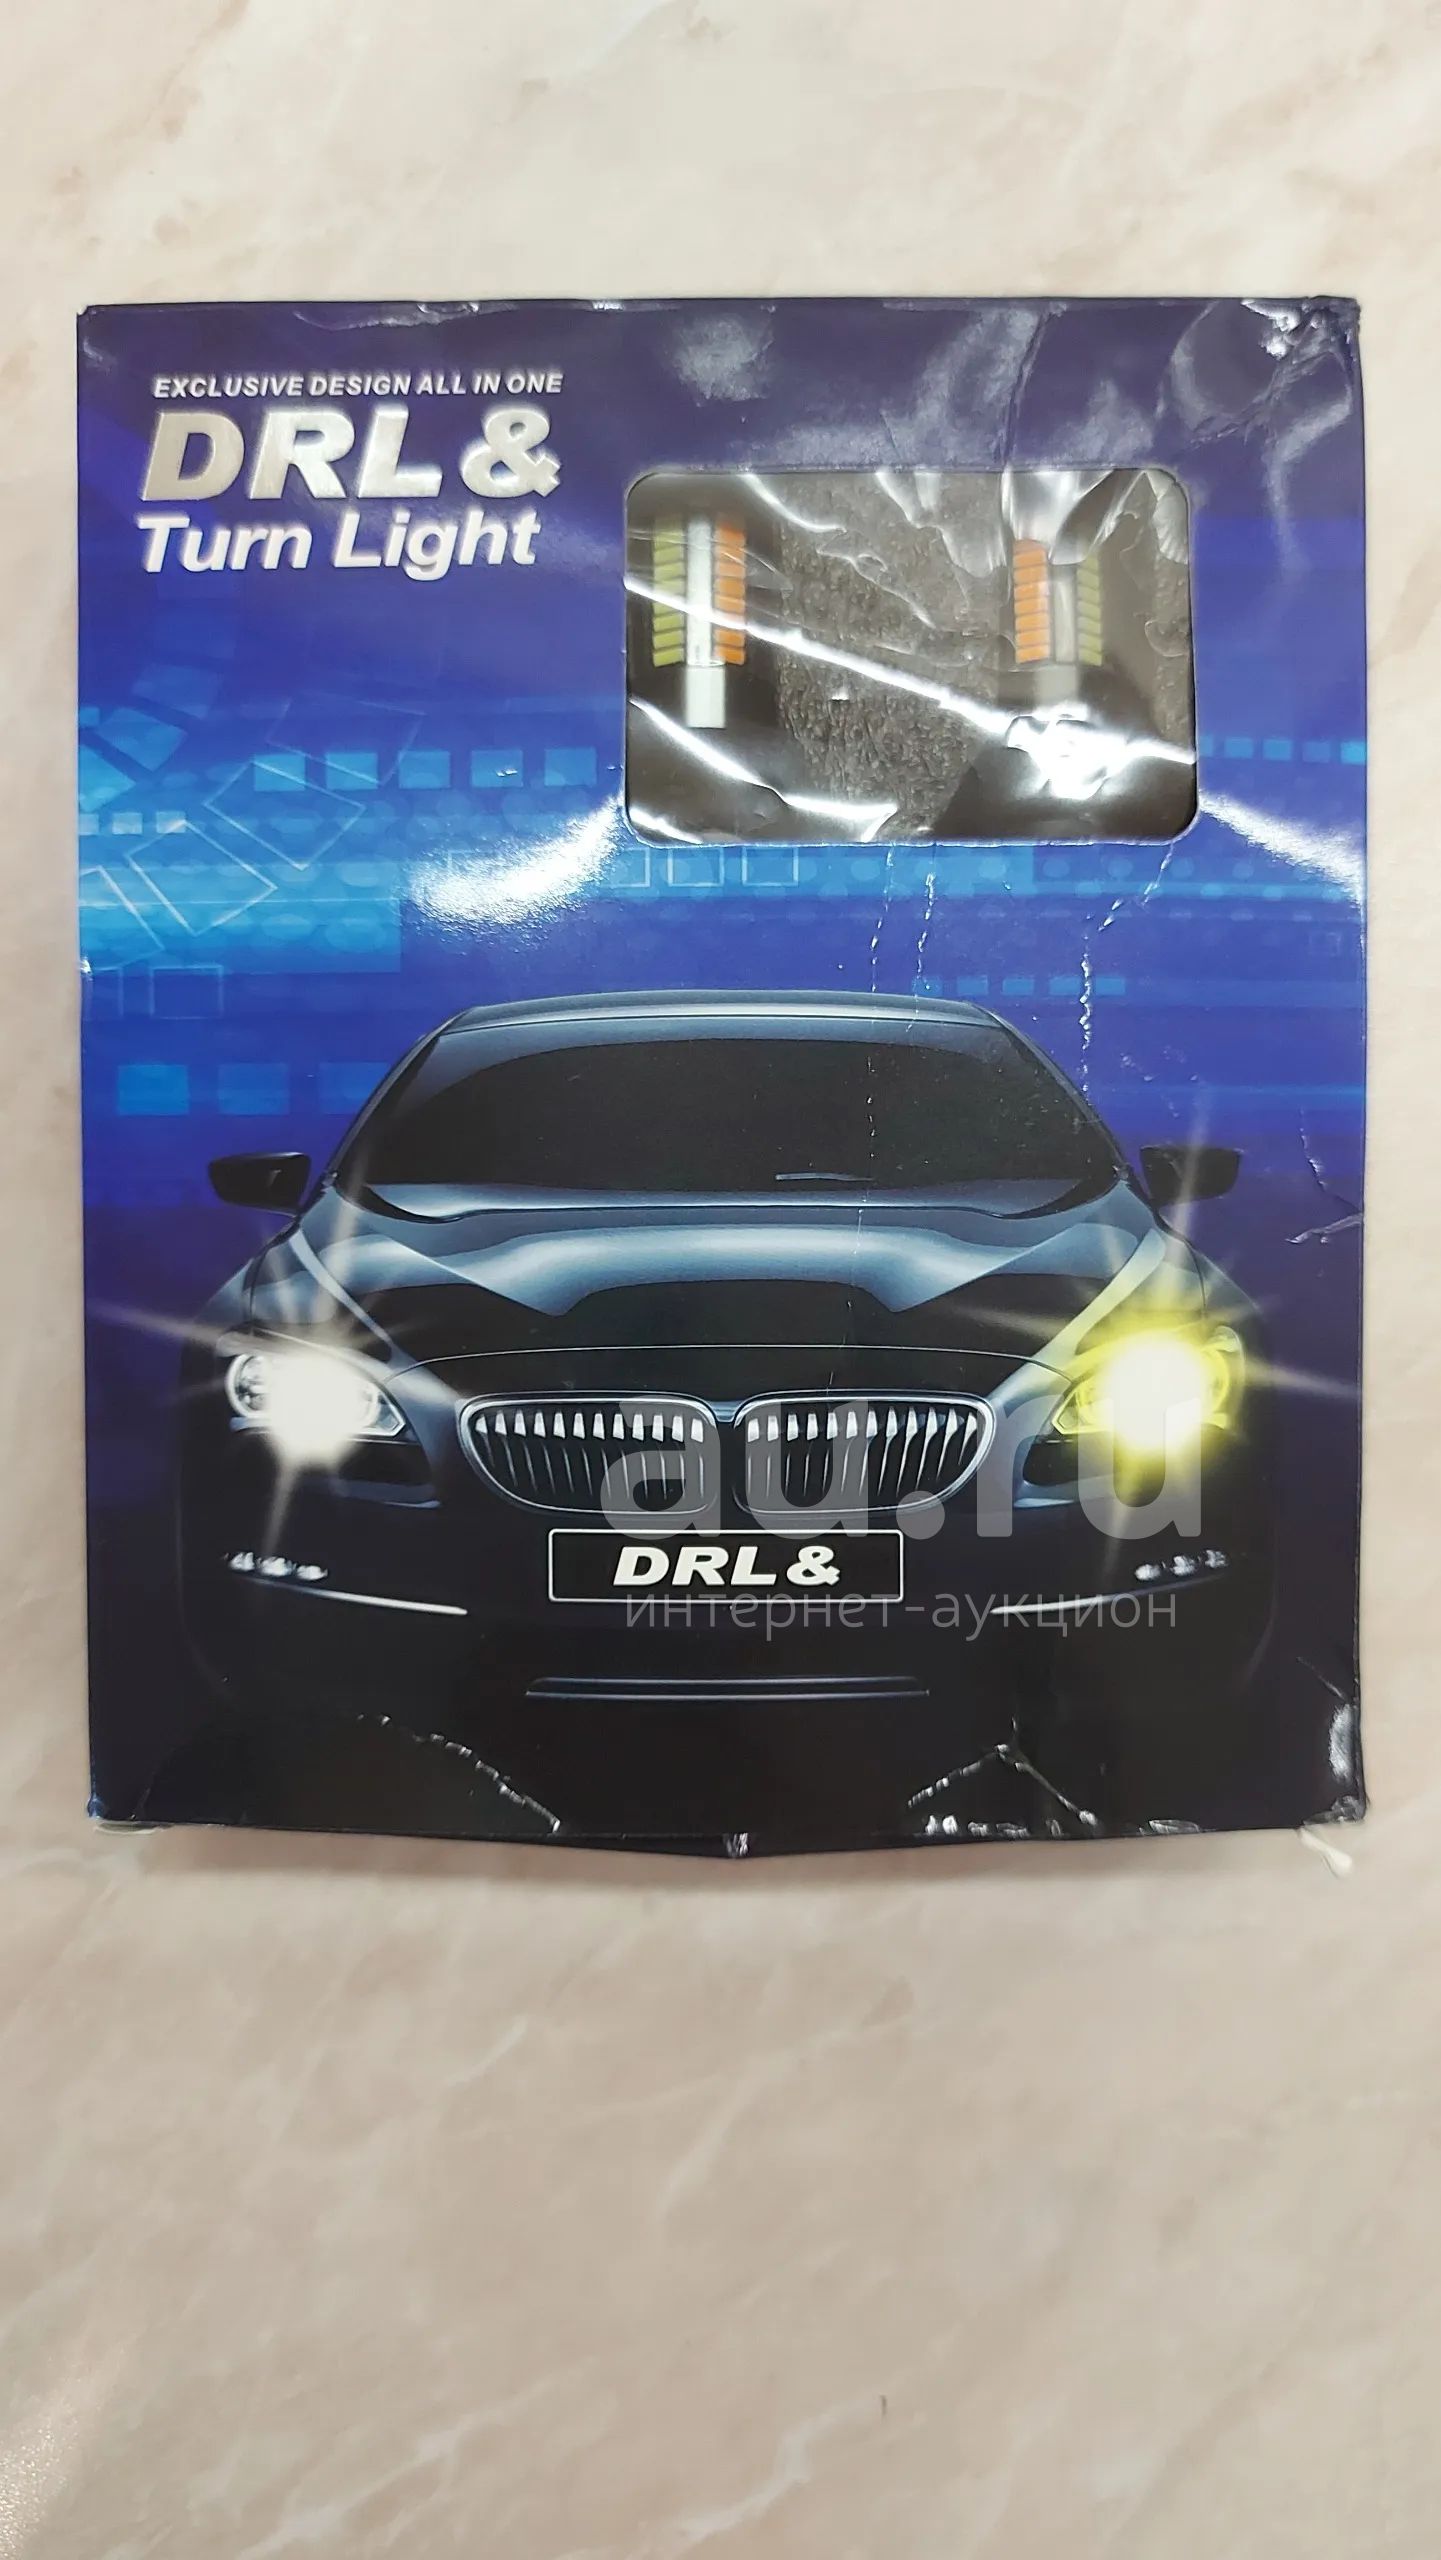 EXCLUSIVE DESIGN ALL IN ONE
DRL &
Turn Light
au.ru
DRL &
интернет-аукцион